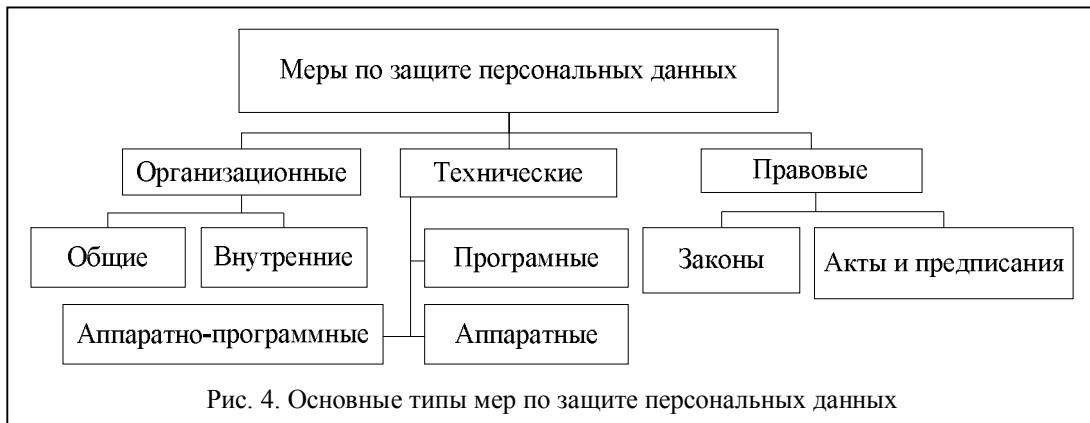 Меры по защите персональных данных
Организационные
Технические
Правовые
Общие
Внутренние
Програмные
Законы
Акты и предписания
Аппаратно-программные
Аппаратные
Рис. 4. Основные типы мер по защите персональных данных